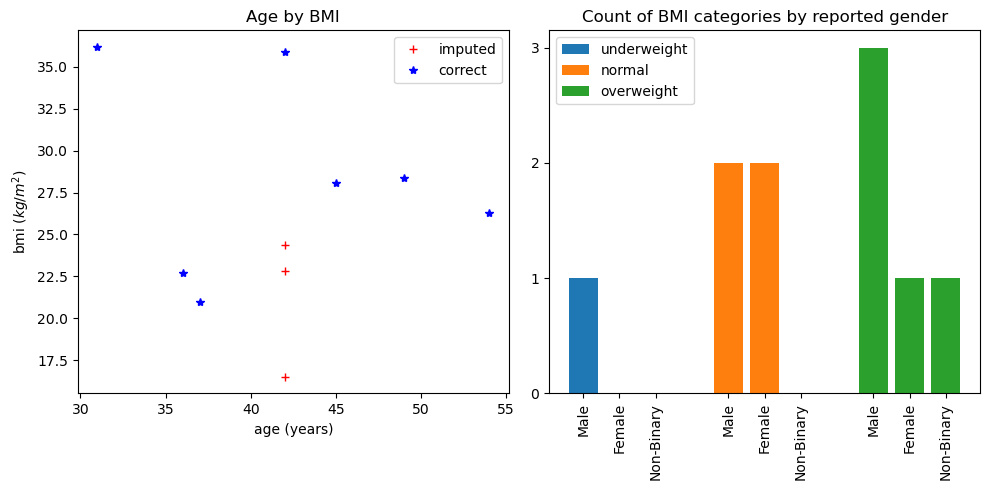 Age by BMI
imputed
correct
35.0
32.5
30.0
27.5
25.0
22.5
20.0
17.5
bmi (kg/m²)
30 35 40 45 50 55
age (years)
Count of BMI categories by reported gender
underweight
normal
overweight
3
2
1
0
Male
Female
Non-Binary
Male
Female
Non-Binary
Male
Female
Non-Binary